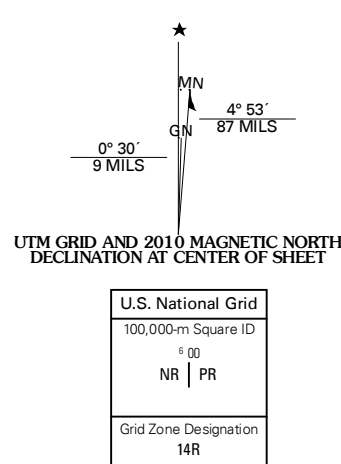 ★
MN
4° 53´
87 MILS
GN
0° 30´
9 MILS
UTM GRID AND 2010 MAGNETIC NORTH
DECLINATION AT CENTER OF SHEET
U.S. National Grid
100,000-m Square ID
6 00
NR PR
Grid Zone Designation
14R